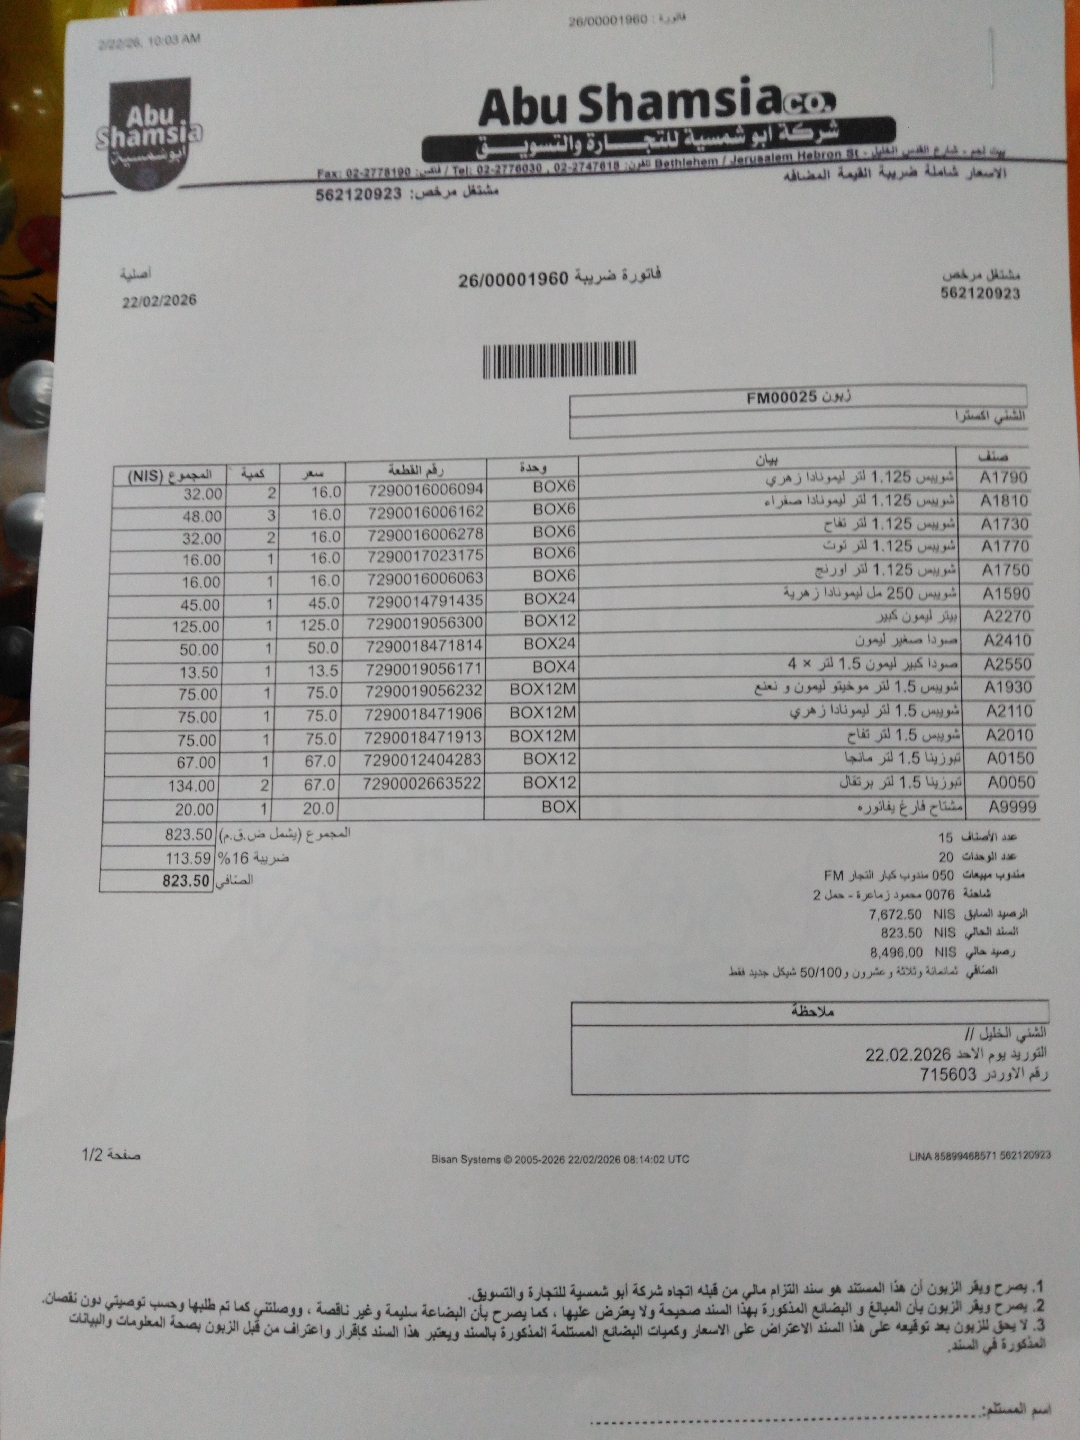 2/22/26, 10:03 AM
فاتورة : 26/00001960
Abu Shamsia
أبو شمسية
Abu Shamsia CO.
شركة ابو شمسية للتجارة والتسويق
بيت لحم - شارع القدس الخليل - Bethlehem / Jerusalem Hebron St تلفون: Tel: 02-2776030 , 02-2747618 / فاكس: Fax: 02-2778190
الاسعار شاملة ضريبة القيمة المضافه
مشتغل مرخص: 562120923
مشتغل مرخص
562120923
فاتورة ضريبة 26/00001960
أصلية
22/02/2026
زبون FM00025
الشني اكسترا
صنف بيان وحدة رقم القطعة سعر كمية المجموع (NIS)
A1790 شويبس 1.125 لتر ليمونادا زهري BOX6 7290016006094 16.0 2 32.00
A1810 شويبس 1.125 لتر ليمونادا صفراء BOX6 7290016006162 16.0 3 48.00
A1730 شويبس 1.125 لتر تفاح BOX6 7290016006278 16.0 2 32.00
A1770 شويبس 1.125 لتر توت BOX6 7290017023175 16.0 1 16.00
A1750 شويبس 1.125 لتر اورنج BOX6 7290016006063 16.0 1 16.00
A1590 شويبس 250 مل ليمونادا زهرية BOX24 7290014791435 45.0 1 45.00
A2270 بيتر ليمون كبير BOX12 7290019056300 125.0 1 125.00
A2410 صودا صغير ليمون BOX24 7290018471814 50.0 1 50.00
A2550 صودا كبير ليمون 1.5 لتر × 4 BOX4 7290019056171 13.5 1 13.50
A1930 شويبس 1.5 لتر موخيتو ليمون و نعنع BOX12M 7290019056232 75.0 1 75.00
A2110 شويبس 1.5 لتر ليمونادا زهري BOX12M 7290018471906 75.0 1 75.00
A2010 شويبس 1.5 لتر تفاح BOX12M 7290018471913 75.0 1 75.00
A0150 تبوزينا 1.5 لتر مانجا BOX12 7290012404283 67.0 1 67.00
A0050 تبوزينا 1.5 لتر برتقال BOX12 7290002663522 67.0 2 134.00
A9999 مشتاح فارغ بفاتوره BOX 20.0 1 20.00
المجموع (يشمل ض.ق.م) 823.50
ضريبة 16% 113.59
الصافي 823.50
عدد الأصناف 15
عدد الوحدات 20
مندوب مبيعات 050 مندوب كبار التجار FM
شاحنة 0076 محمود زماعرة - حمل 2
الرصيد السابق NIS 7,672.50
السند الحالي NIS 823.50
رصيد حالي NIS 8,496.00
الصافي ثمانمائة وثلاثة وعشرون و50/100 شيكل جديد فقط
ملاحظة
الشني الخليل //
التوريد يوم الاحد 22.02.2026
رقم الاوردر 715603
LINA 85899468571 562120923
Bisan Systems © 2005-2026 22/02/2026 08:14:02 UTC
صفحة 1/2
1. يصرح ويقر الزبون أن هذا المستند هو سند التزام مالي من قبله اتجاه شركة أبو شمسية للتجارة والتسويق.
2. يصرح ويقر الزبون بأن المبالغ و البضائع المذكورة بهذا السند صحيحة ولا يعترض عليها ، كما يصرح بأن البضاعة سليمة وغير ناقصة ، ووصلتني كما تم طلبها وحسب توصيتي دون نقصان.
3. لا يحق للزبون بعد توقيعه على هذا السند الاعتراض على الاسعار وكميات البضائع المستلمة المذكورة بالسند ويعتبر هذا السند كإقرار واعتراف من قبل الزبون بصحة المعلومات والبيانات
المذكورة في السند.
اسم المستلم: